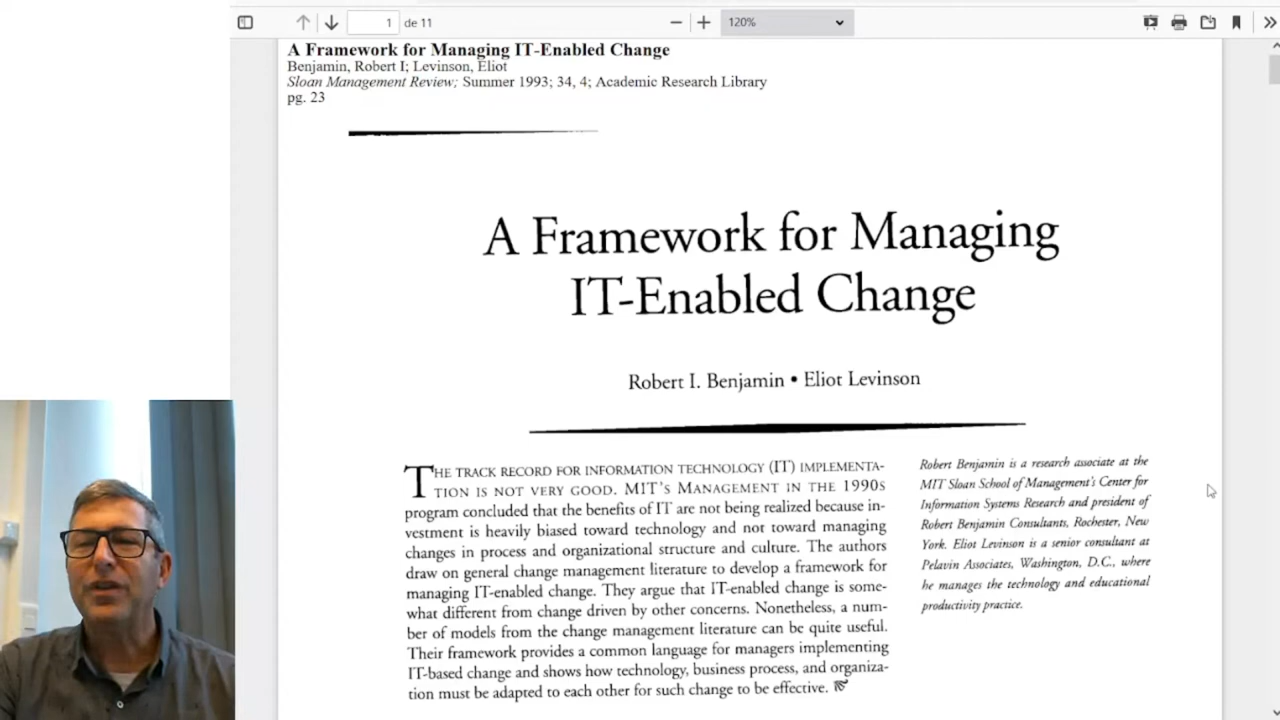 1 de 11
120%
A Framework for Managing IT-Enabled Change
Benjamin, Robert I; Levinson, Eliot
Sloan Management Review; Summer 1993; 34, 4; Academic Research Library
pg. 23
A Framework for Managing
IT-Enabled Change
Robert I. Benjamin • Eliot Levinson
THE TRACK RECORD FOR INFORMATION TECHNOLOGY (IT) IMPLEMENTA-
TION IS NOT VERY GOOD. MIT'S MANAGEMENT IN THE 1990S
program concluded that the benefits of IT are not being realized because in-
vestment is heavily biased toward technology and not toward managing
changes in process and organizational structure and culture. The authors
draw on general change management literature to develop a framework for
managing IT-enabled change. They argue that IT-enabled change is some-
what different from change driven by other concerns. Nonetheless, a num-
ber of models from the change management literature can be quite useful.
Their framework provides a common language for managers implementing
IT-based change and shows how technology, business process, and organiza-
tion must be adapted to each other for such change to be effective.
Robert Benjamin is a research associate at the
MIT Sloan School of Management's Center for
Information Systems Research and president of
Robert Benjamin Consultants, Rochester, New
York. Eliot Levinson is a senior consultant at
Pelavin Associates, Washington, D.C., where
he manages the technology and educational
productivity practice.